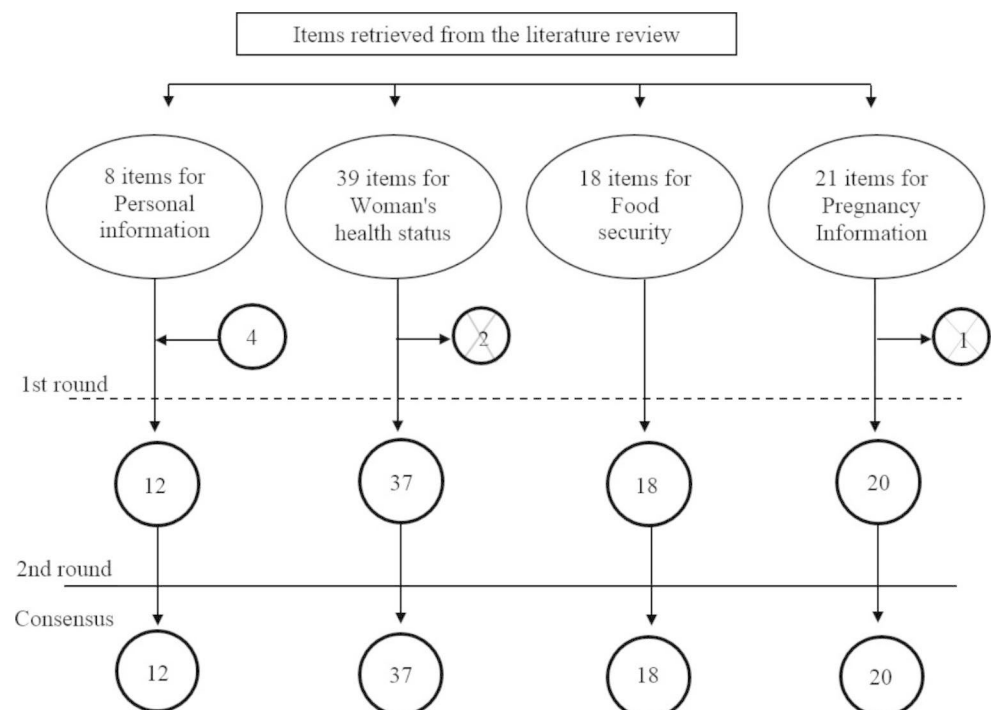 Items retrieved from the literature review
8 items for
Personal
information
39 items for
Woman's
health status
18 items for
Food
security
21 items for
Pregnancy
Information
4
2
1
1st round
12
37
18
20
2nd round
Consensus
12
37
18
20